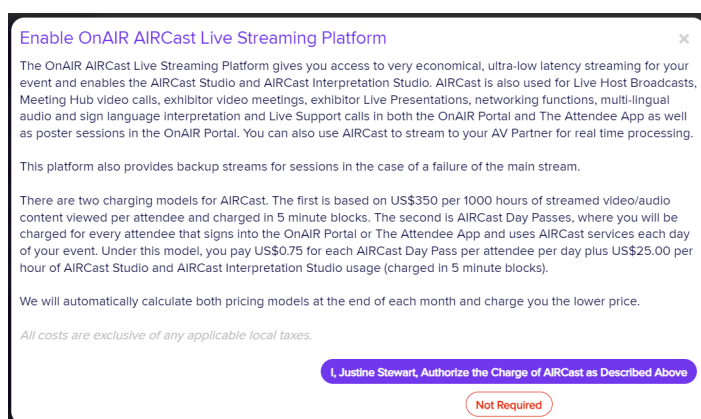 Enable OnAIR AIRCast Live Streaming Platform
The OnAIR AIRCast Live Streaming Platform gives you access to very economical, ultra-low latency streaming for your
event and enables the AIRCast Studio and AIRCast Interpretation Studio. AIRCast is also used for Live Host Broadcasts,
Meeting Hub video calls, exhibitor video meetings, exhibitor Live Presentations, networking functions, multi-lingual
audio and sign language interpretation and Live Support calls in both the OnAIR Portal and The Attendee App as well
as poster sessions in the OnAIR Portal. You can also use AIRCast to stream to your AV Partner for real time processing.
This platform also provides backup streams for sessions in the case of a failure of the main stream.
There are two charging models for AIRCast. The first is based on US$350 per 1000 hours of streamed video/audio
content viewed per attendee and charged in 5 minute blocks. The second is AIRCast Day Passes, where you will be
charged for every attendee that signs into the OnAIR Portal or The Attendee App and uses AIRCast services each day
of your event. Under this model, you pay US$0.75 for each AIRCast Day Pass per attendee per day plus US$25.00 per
hour of AIRCast Studio and AIRCast Interpretation Studio usage (charged in 5 minute blocks).
We will automatically calculate both pricing models at the end of each month and charge you the lower price.
All costs are exclusive of any applicable local taxes.
I, Justine Stewart, Authorize the Charge of AIRCast as Described Above
Not Required